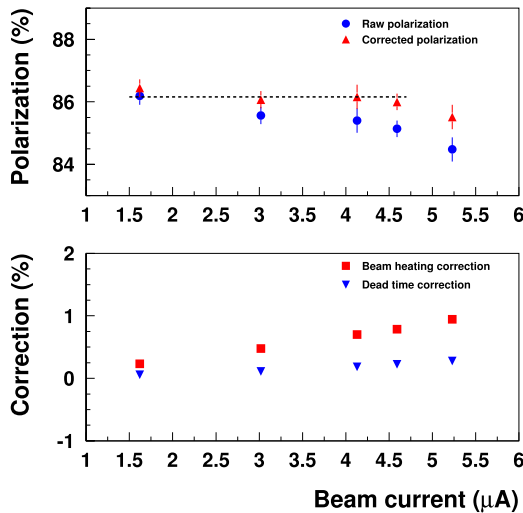 Polarization (%)
88
86
84
Raw polarization
Corrected polarization
1 1.5 2 2.5 3 3.5 4 4.5 5 5.5 6
Correction (%)
2
1
0
-1
Beam heating correction
Dead time correction
1 1.5 2 2.5 3 3.5 4 4.5 5 5.5 6
Beam current (μA)